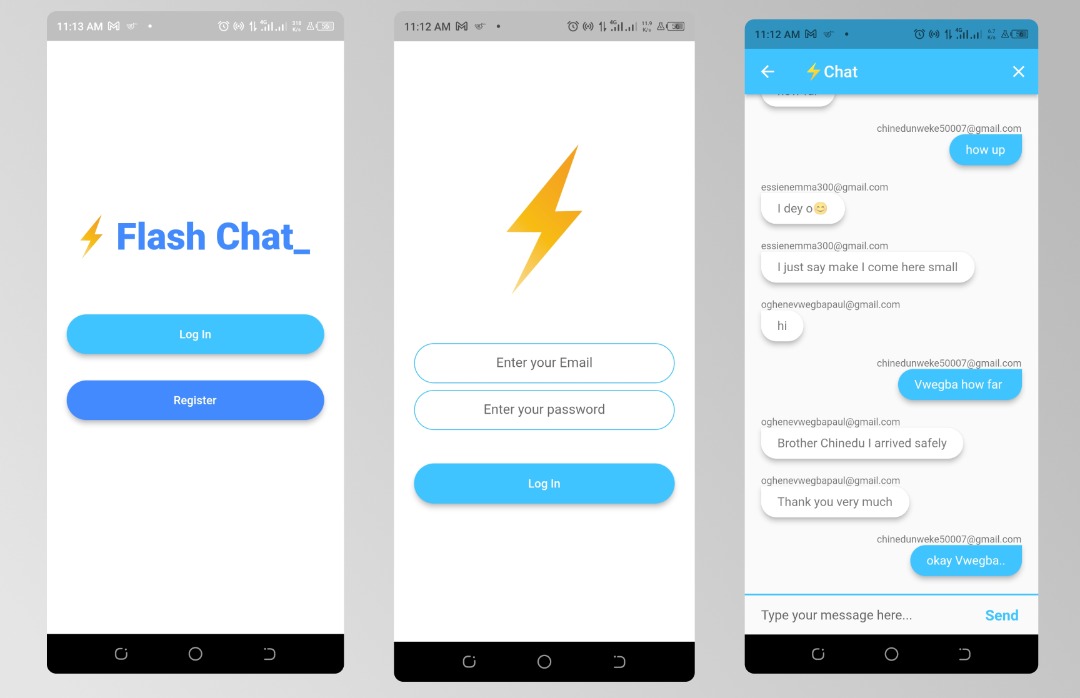 11:13 AM
Flash Chat_
Log In
Register
11:12 AM
Enter your Email
Enter your password
Log In
11:12 AM
Chat
chinedunweke50007@gmail.com
how up
essienemma300@gmail.com
I dey o😊
essienemma300@gmail.com
I just say make I come here small
oghenevwegbapaul@gmail.com
hi
chinedunweke50007@gmail.com
Vwegba how far
oghenevwegbapaul@gmail.com
Brother Chinedu I arrived safely
oghenevwegbapaul@gmail.com
Thank you very much
chinedunweke50007@gmail.com
okay Vwegba..
Type your message here...
Send